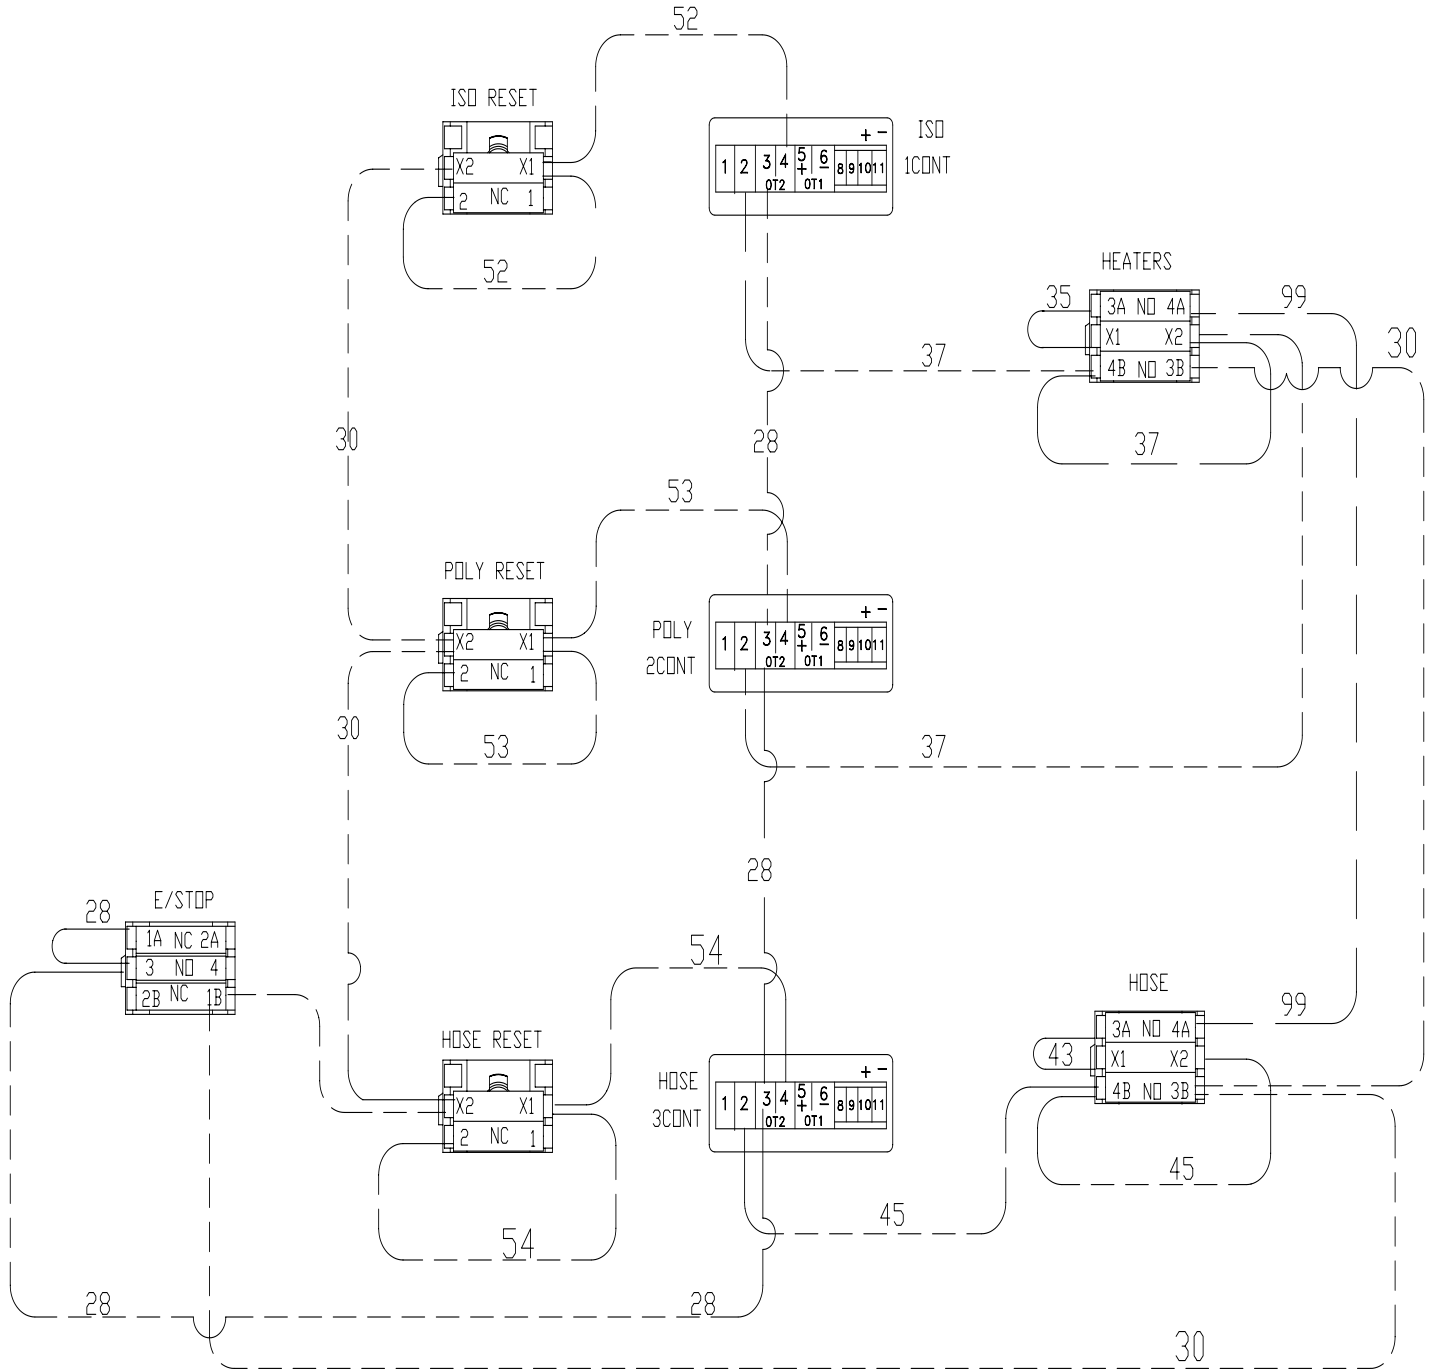 52
ISO RESET
X2 X1
2 NC 1
52
+ -
1 2 3 4 5 + 6 - 8 9 10 11
OT2 OT1
ISO
1CONT
HEATERS
35
3A NO 4A
X1 X2
4B NO 3B
99
30
37
37
30
28
53
POLY RESET
X2 X1
2 NC 1
53
POLY
2CONT
+ -
1 2 3 4 5 + 6 - 8 9 10 11
OT2 OT1
30
37
28
E/STOP
28
1A NC 2A
3 NO 4
2B NC 1B
54
HOSE RESET
X2 X1
2 NC 1
54
HOSE
3CONT
+ -
1 2 3 4 5 + 6 - 8 9 10 11
OT2 OT1
HOSE
43
3A NO 4A
X1 X2
4B NO 3B
99
45
45
28
28
30